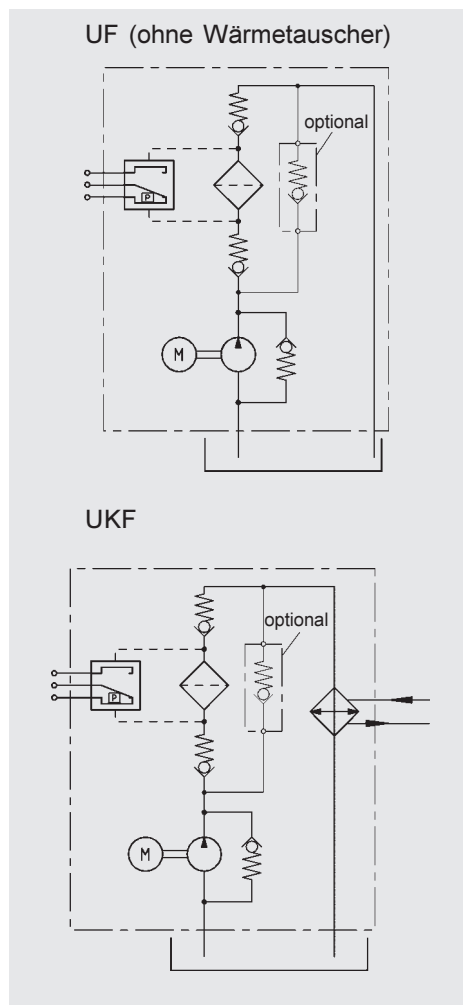 UF (ohne Wärmetauscher)
optional
P
M
UKF
optional
P
M